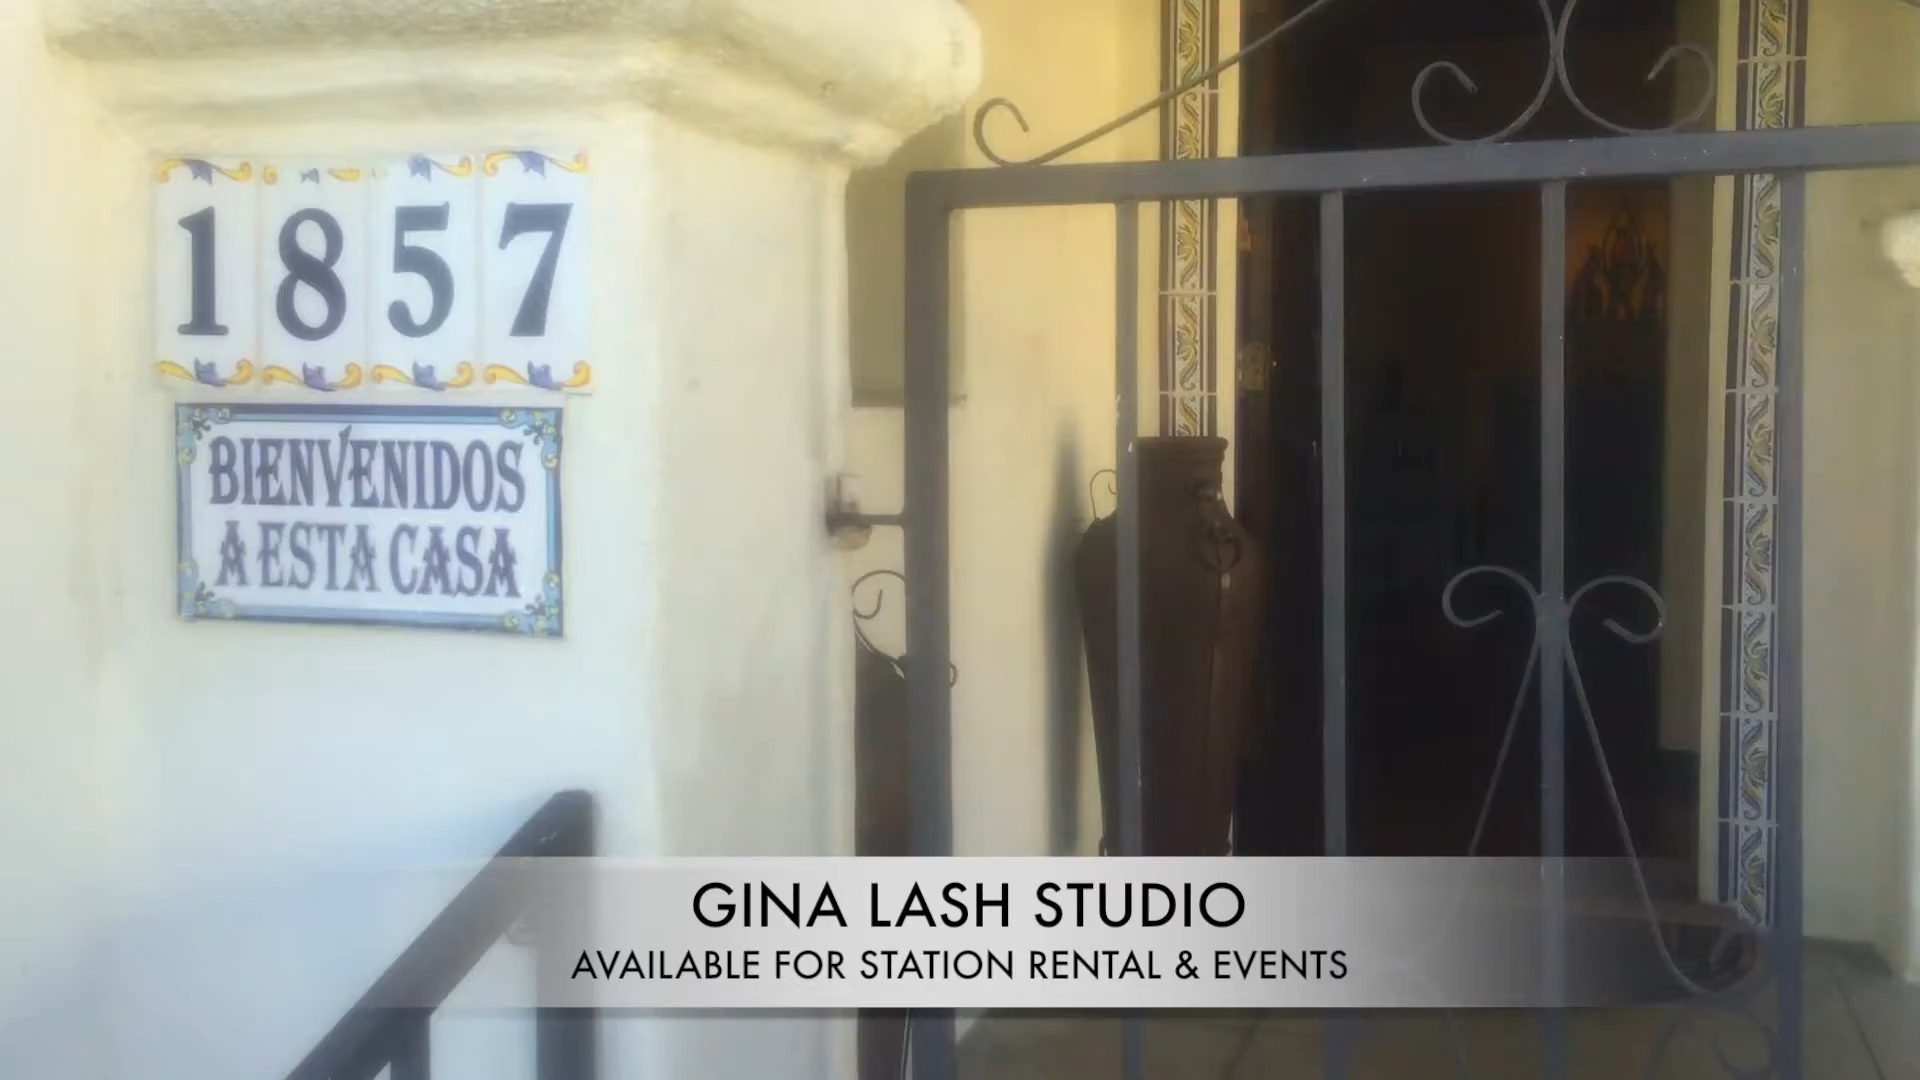 1857
BIENVENIDOS
A ESTA CASA
GINA LASH STUDIO
AVAILABLE FOR STATION RENTAL & EVENTS